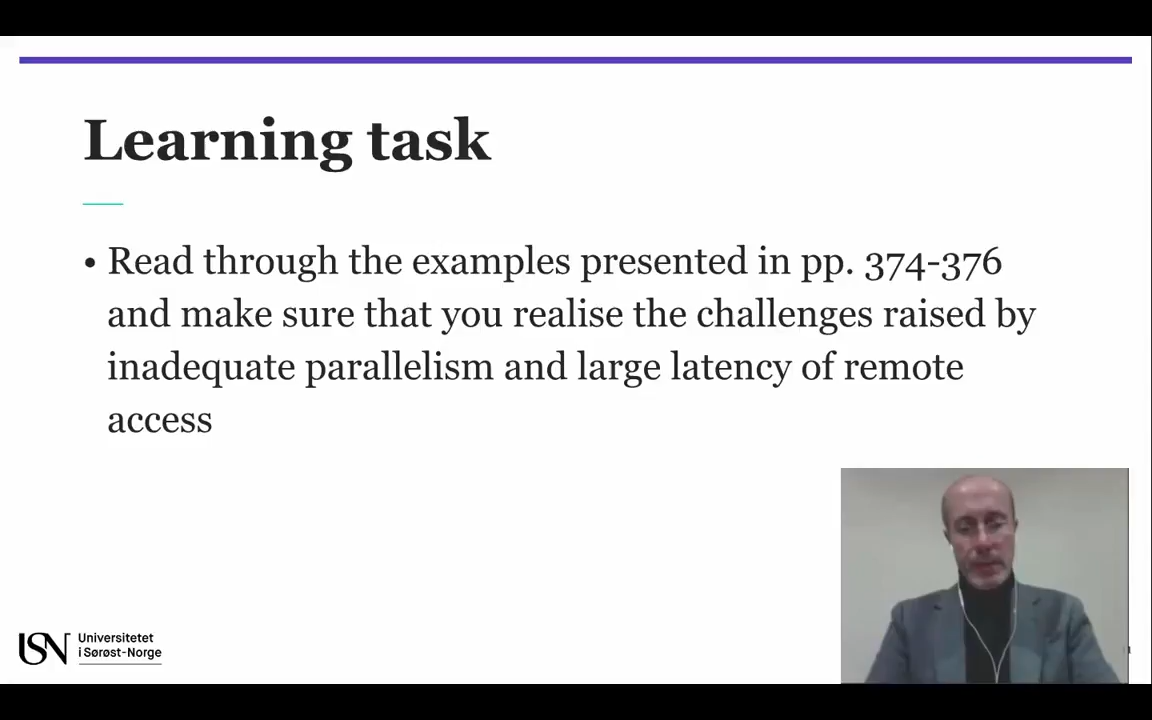 Learning task
• Read through the examples presented in pp. 374-376
and make sure that you realise the challenges raised by
inadequate parallelism and large latency of remote
access
USN Universitetet
i Sørøst-Norge